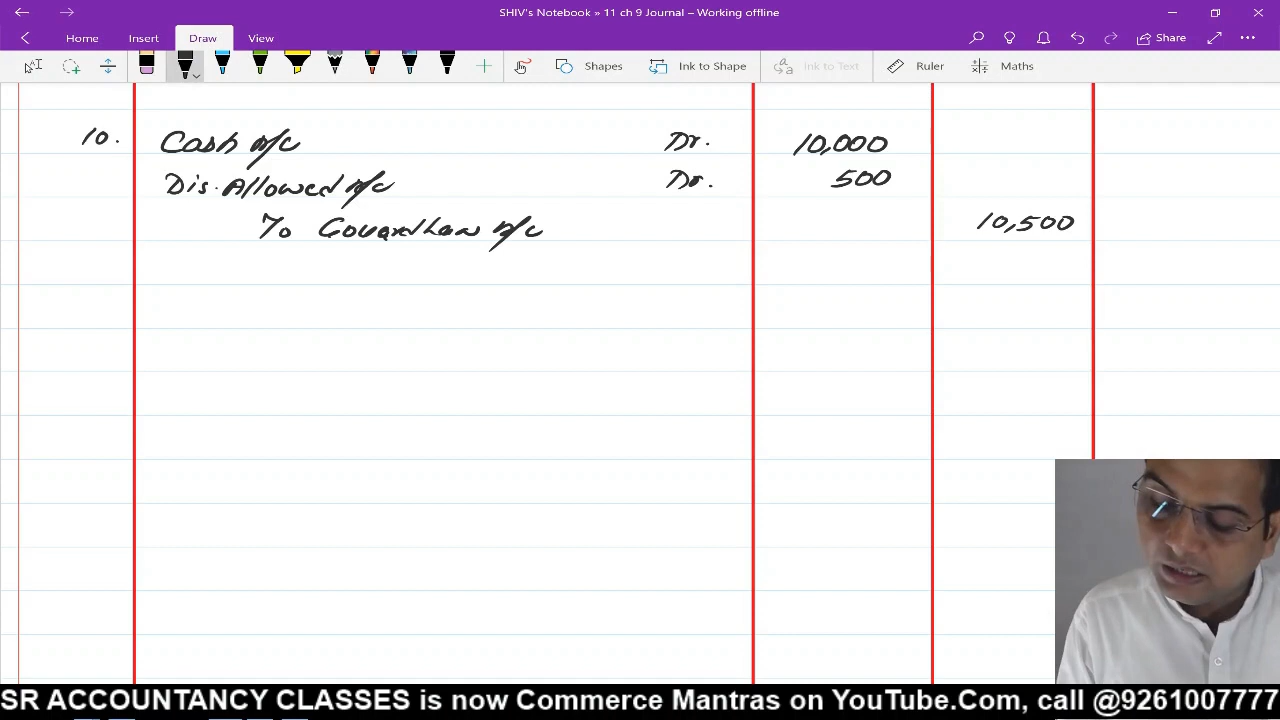 SHIV's Notebook » 11 ch 9 Journal – Working offline
Home Insert Draw View Share
Shapes Ink to Shape Ink to Text Ruler Maths
10. Cash A/c Dr. 10,000
Dis. Allowed A/c Dr. 500
To Govardhan A/c 10,500
SR ACCOUNTANCY CLASSES is now Commerce Mantras on YouTube.Com, call @9261007777